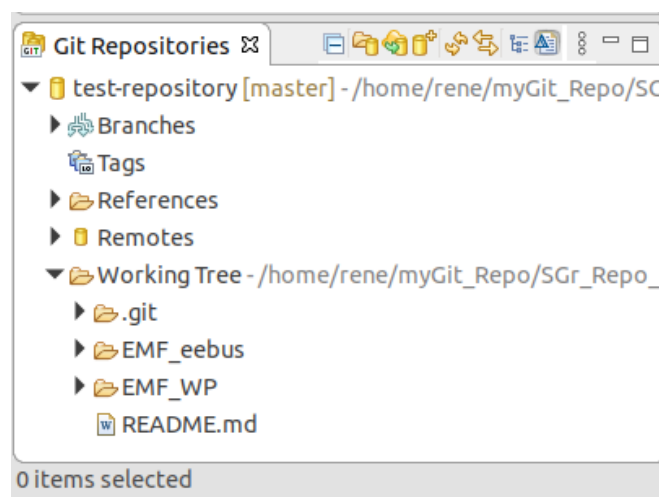 Git Repositories
test-repository [master] - /home/rene/myGit_Repo/SG
Branches
Tags
References
Remotes
Working Tree - /home/rene/myGit_Repo/SGr_Repo_
.git
EMF_eebus
EMF_WP
README.md
0 items selected